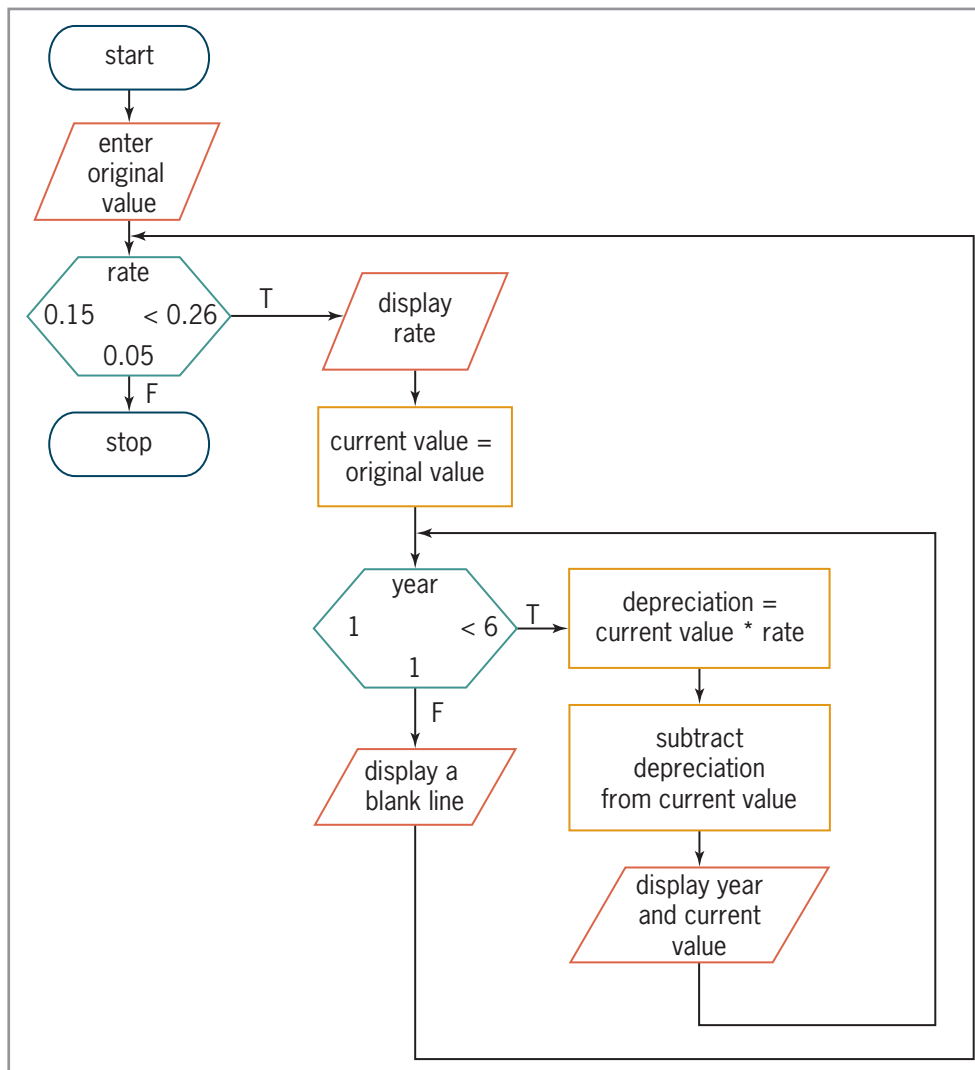 start
enter
original
value
rate
0.15 < 0.26
0.05
T
F
stop
display
rate
current value =
original value
year
1 < 6
1
T
F
depreciation =
current value * rate
subtract
depreciation
from current value
display year
and current
value
display a
blank line